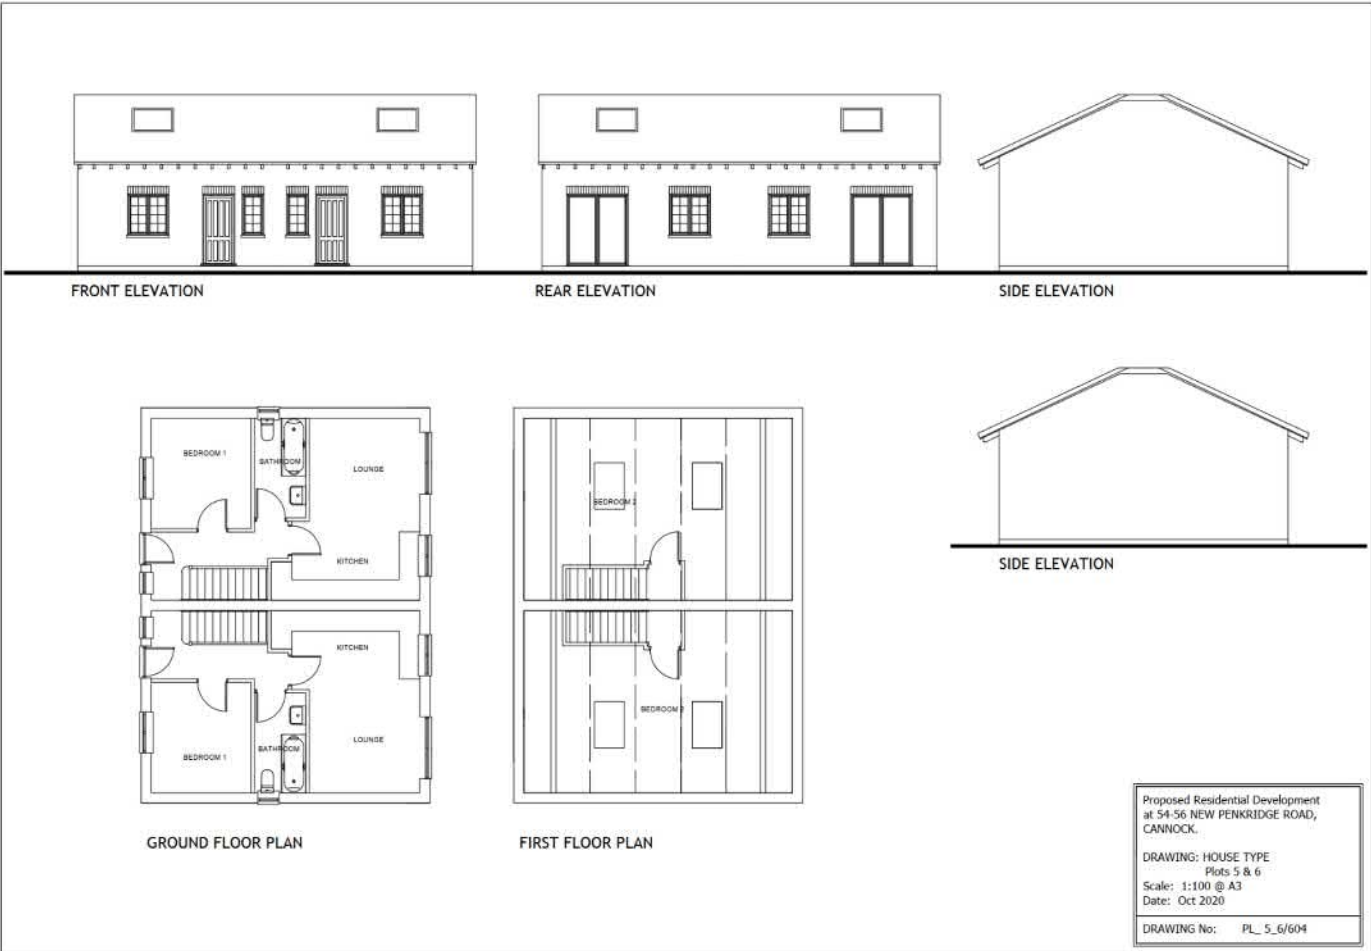 FRONT ELEVATION
REAR ELEVATION
SIDE ELEVATION
SIDE ELEVATION
BEDROOM 1
BATHROOM
LOUNGE
KITCHEN
KITCHEN
LOUNGE
BATHROOM
BEDROOM 1
GROUND FLOOR PLAN
BEDROOM 2
BEDROOM 2
FIRST FLOOR PLAN
Proposed Residential Development
at 54-56 NEW PENKRIDGE ROAD,
CANNOCK.
DRAWING: HOUSE TYPE
Plots 5 & 6
Scale: 1:100 @ A3
Date: Oct 2020
DRAWING No: PL_ 5_6/604